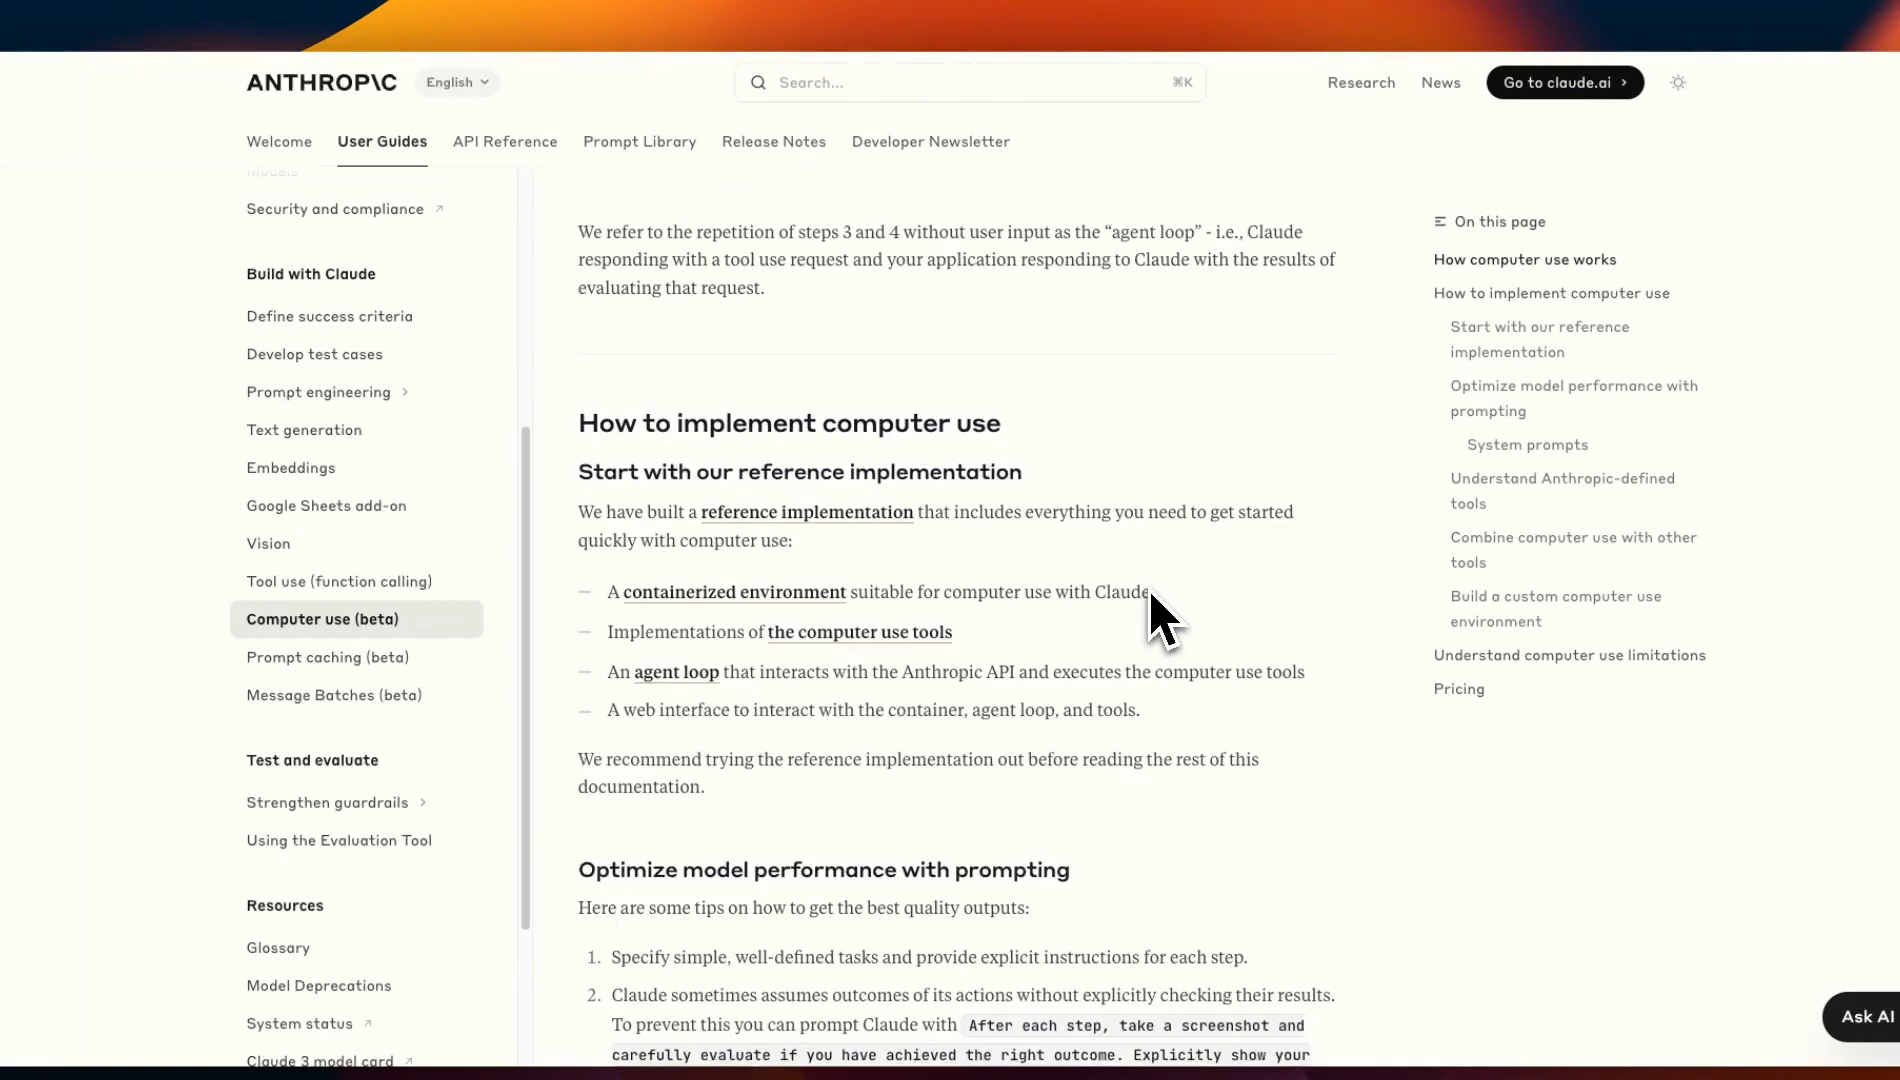 ANTHROP\C
English
Search...
⌘K
Research
News
Go to claude.ai
Welcome
User Guides
API Reference
Prompt Library
Release Notes
Developer Newsletter
Models
Security and compliance
Build with Claude
Define success criteria
Develop test cases
Prompt engineering
Text generation
Embeddings
Google Sheets add-on
Vision
Tool use (function calling)
Computer use (beta)
Prompt caching (beta)
Message Batches (beta)
Test and evaluate
Strengthen guardrails
Using the Evaluation Tool
Resources
Glossary
Model Deprecations
System status
Claude 3 model card
We refer to the repetition of steps 3 and 4 without user input as the “agent loop” - i.e., Claude
responding with a tool use request and your application responding to Claude with the results of
evaluating that request.
How to implement computer use
Start with our reference implementation
We have built a reference implementation that includes everything you need to get started
quickly with computer use:
— A containerized environment suitable for computer use with Claude
— Implementations of the computer use tools
— An agent loop that interacts with the Anthropic API and executes the computer use tools
— A web interface to interact with the container, agent loop, and tools.
We recommend trying the reference implementation out before reading the rest of this
documentation.
Optimize model performance with prompting
Here are some tips on how to get the best quality outputs:
1. Specify simple, well-defined tasks and provide explicit instructions for each step.
2. Claude sometimes assumes outcomes of its actions without explicitly checking their results.
To prevent this you can prompt Claude with After each step, take a screenshot and
carefully evaluate if you have achieved the right outcome. Explicitly show your
On this page
How computer use works
How to implement computer use
Start with our reference
implementation
Optimize model performance with
prompting
System prompts
Understand Anthropic-defined
tools
Combine computer use with other
tools
Build a custom computer use
environment
Understand computer use limitations
Pricing
Ask AI